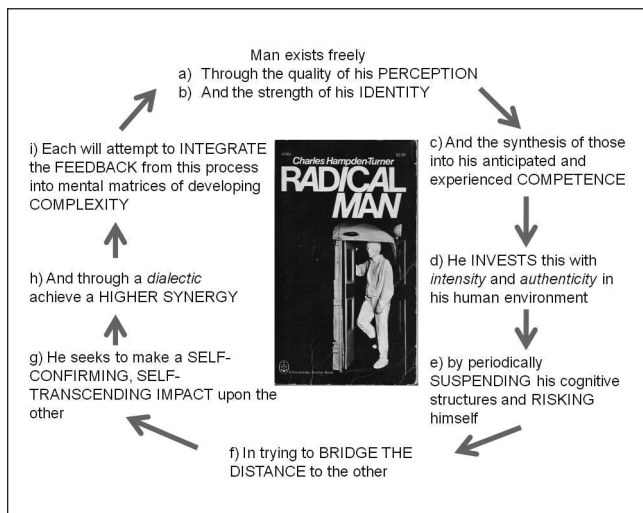 Man exists freely
a) Through the quality of his PERCEPTION
b) And the strength of his IDENTITY
c) And the synthesis of those
into his anticipated and
experienced COMPETENCE
d) He INVESTS this with
intensity and authenticity in
his human environment
e) by periodically
SUSPENDING his cognitive
structures and RISKING
himself
f) In trying to BRIDGE THE
DISTANCE to the other
g) He seeks to make a SELF-
CONFIRMING, SELF-
TRANSCENDING IMPACT upon the
other
h) And through a dialectic
achieve a HIGHER SYNERGY
i) Each will attempt to INTEGRATE
the FEEDBACK from this process
into mental matrices of developing
COMPLEXITY
Charles Hampden-Turner
RADICAL
MAN